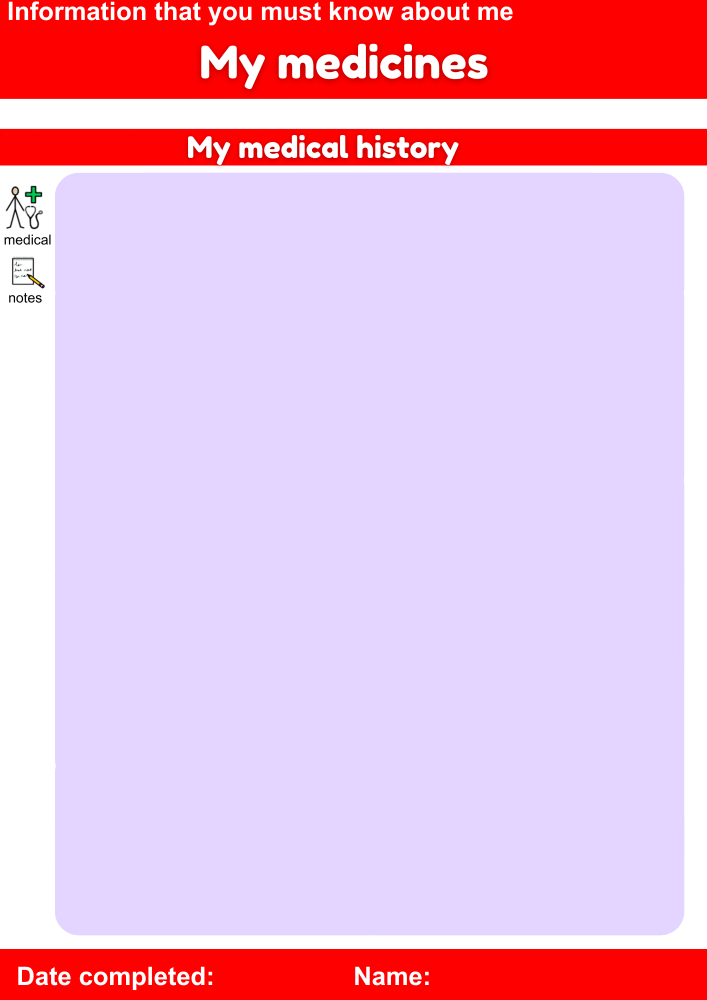 Information that you must know about me
My medicines
My medical history
medical
notes
Date completed: Name: